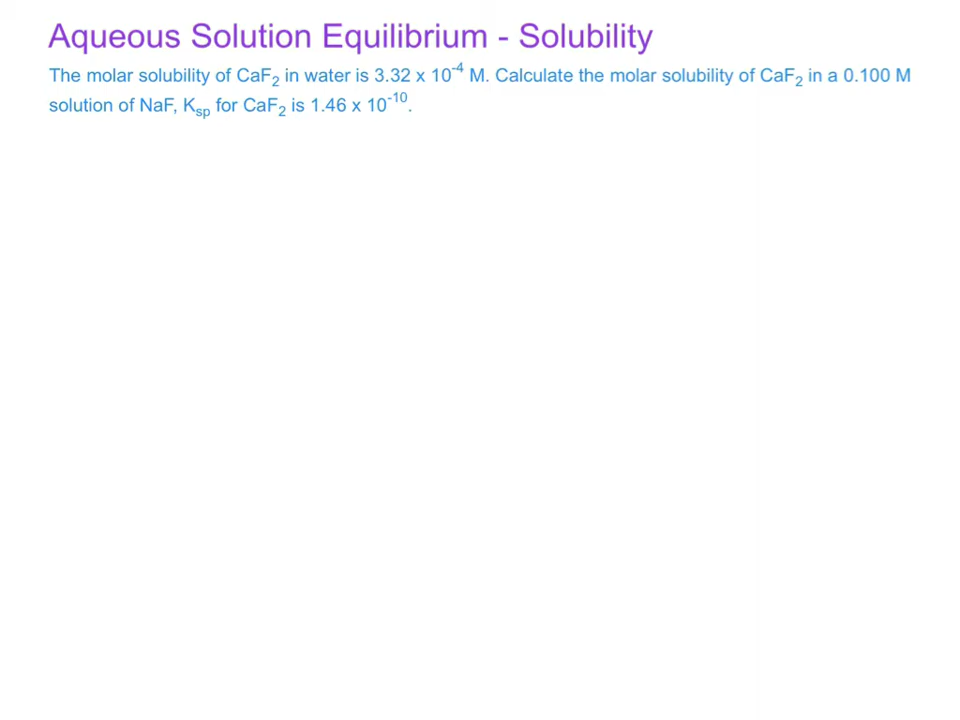 Aqueous Solution Equilibrium - Solubility
The molar solubility of CaF₂ in water is 3.32 x 10⁻⁴ M. Calculate the molar solubility of CaF₂ in a 0.100 M
solution of NaF, Kₛₚ for CaF₂ is 1.46 x 10⁻¹⁰.